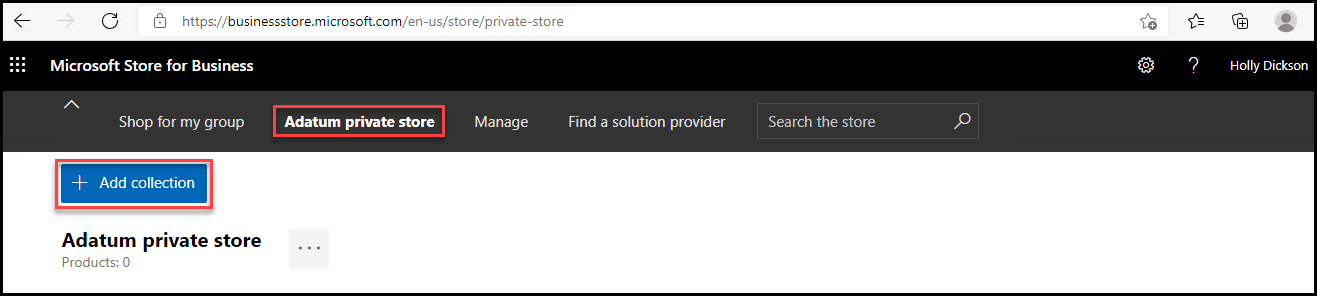 https://businessstore.microsoft.com/en-us/store/private-store
Microsoft Store for Business
? Holly Dickson
Shop for my group Adatum private store Manage Find a solution provider Search the store
+ Add collection
Adatum private store ...
Products: 0